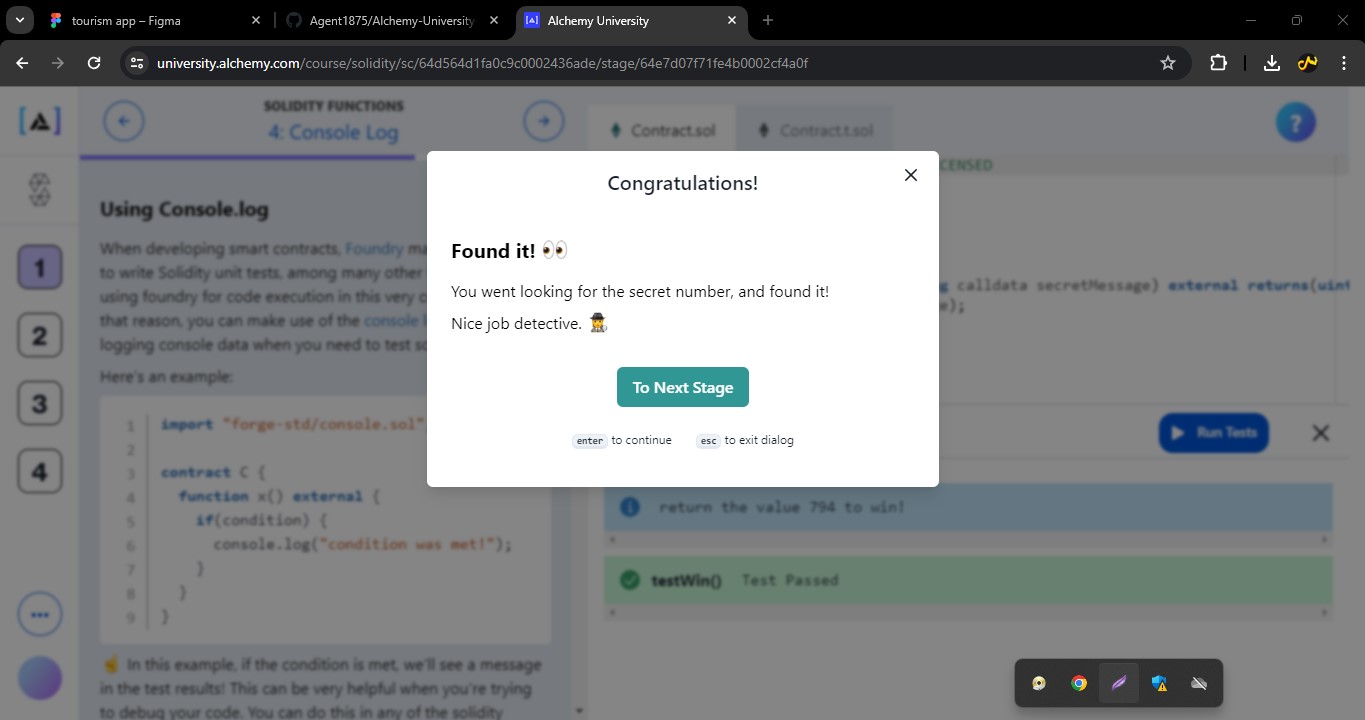 tourism app – Figma
Agent1875/Alchemy-University
Alchemy University
university.alchemy.com/course/solidity/sc/64d564d1fa0c9c0002436ade/stage/64e7d07f71fe4b0002cf4a0f
SOLIDITY FUNCTIONS
4: Console Log
Contract.sol
Contract.t.sol
?
1
2
3
4
Using Console.log
When developing smart contracts, Foundry ma
to write Solidity unit tests, among many other
using foundry for code execution in this very c
that reason, you can make use of the console
logging console data when you need to test so
Here's an example:
1 import "forge-std/console.sol"
2
3 contract C {
4 function x() external {
5 if(condition) {
6 console.log("condition was met!");
7 }
8 }
9 }
☝️ In this example, if the condition is met, we'll see a message
in the test results! This can be very helpful when you're trying
to debug your code. You can do this in any of the solidity
Congratulations!
Found it! 👀
You went looking for the secret number, and found it!
Nice job detective. 🕵️
To Next Stage
enter to continue
esc to exit dialog
CENSED
g calldata secretMessage) external returns(uint
e);
Run Tests
return the value 794 to win!
testWin() Test Passed